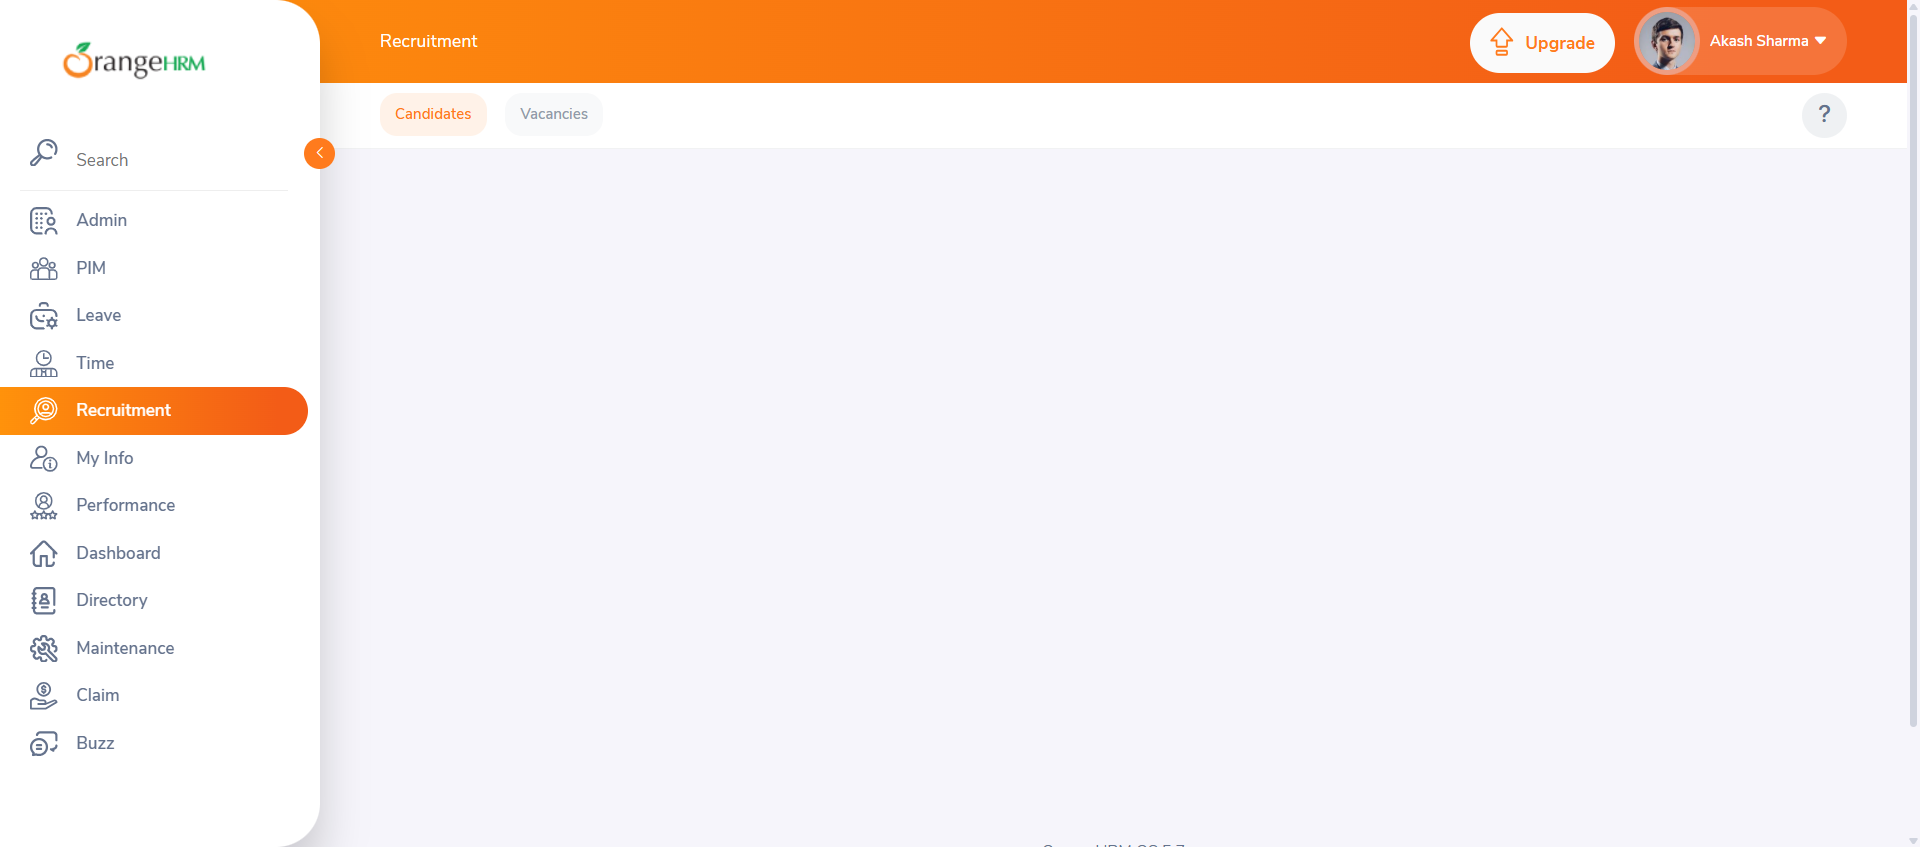 OrangeHRM
Recruitment
Upgrade
Akash Sharma
Candidates
Vacancies
?
Search
Admin
PIM
Leave
Time
Recruitment
My Info
Performance
Dashboard
Directory
Maintenance
Claim
Buzz